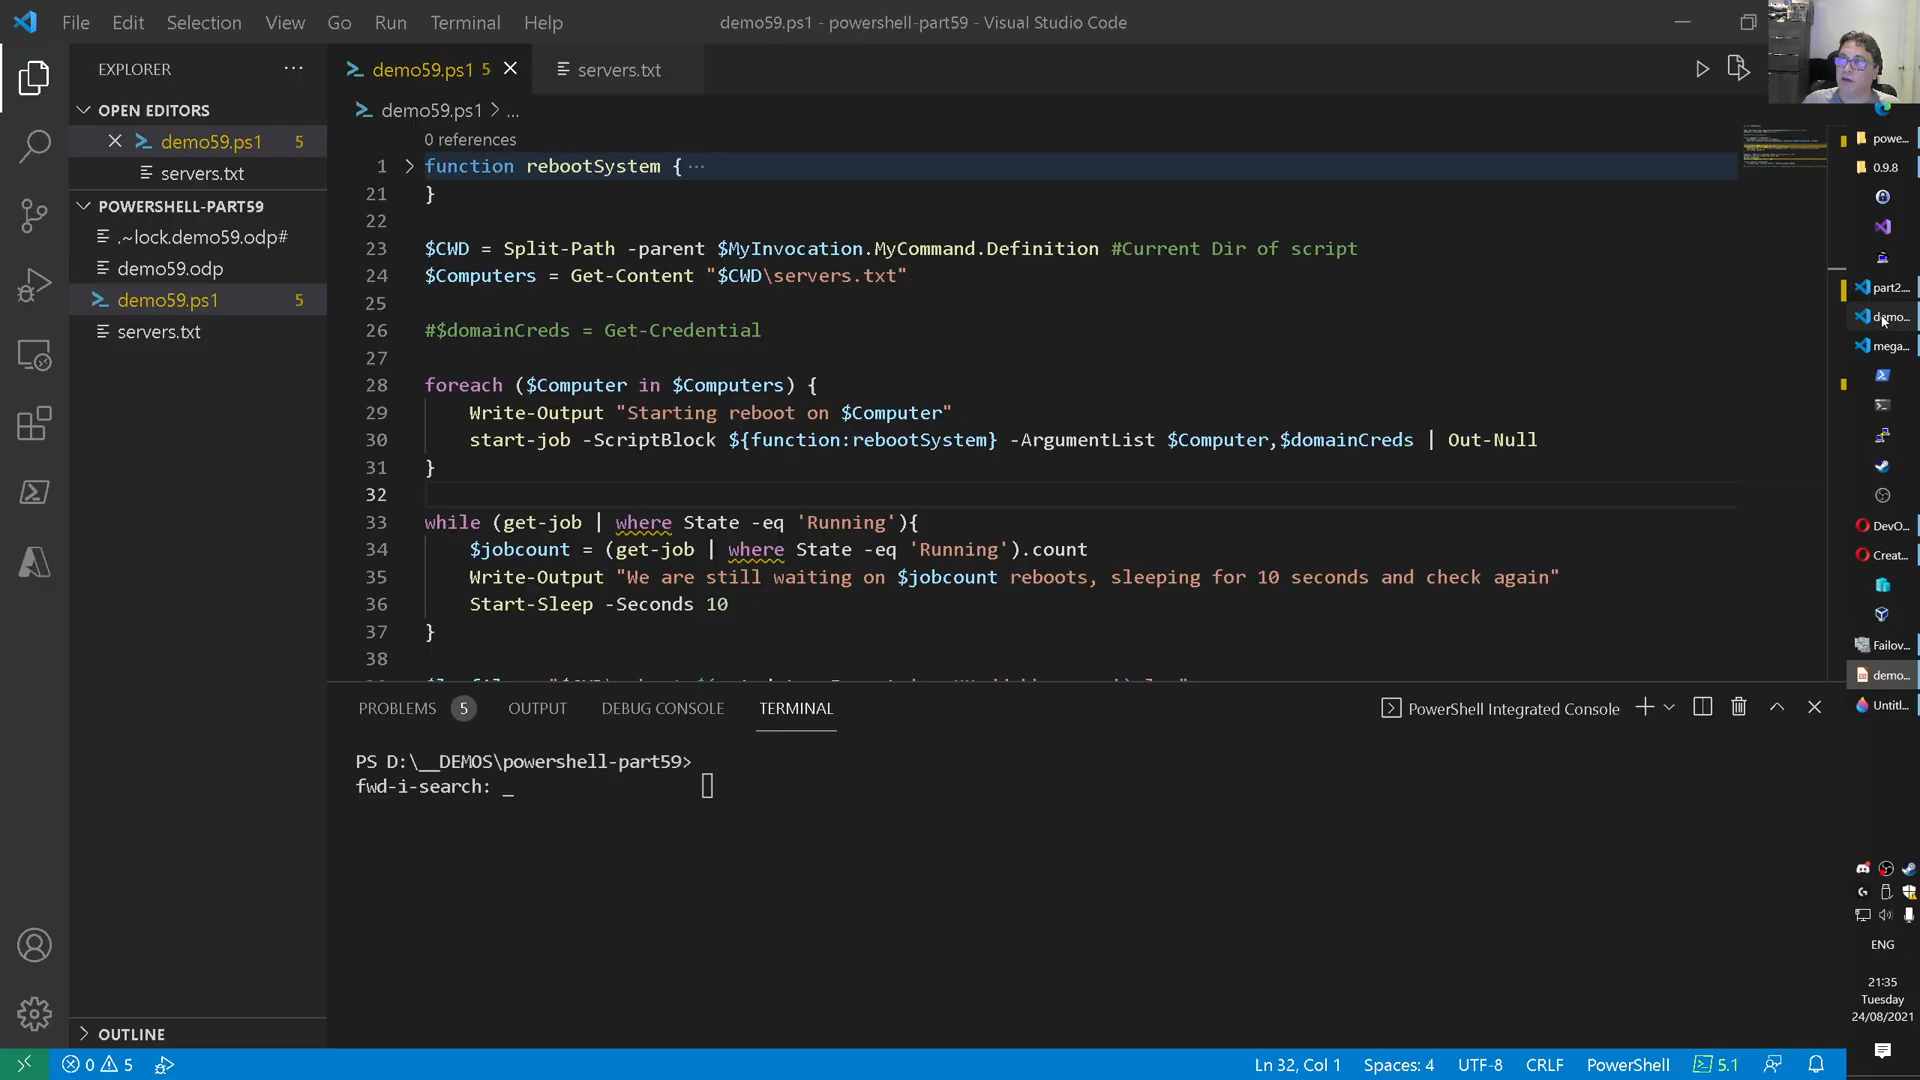 File Edit Selection View Go Run Terminal Help
demo59.ps1 - powershell-part59 - Visual Studio Code
EXPLORER
OPEN EDITORS
demo59.ps1 5
servers.txt
POWERSHELL-PART59
.~lock.demo59.odp#
demo59.odp
demo59.ps1 5
servers.txt
OUTLINE
demo59.ps1 5
servers.txt
demo59.ps1 > ...
0 references
1 function rebootSystem { ...
21 }
22
23 $CWD = Split-Path -parent $MyInvocation.MyCommand.Definition #Current Dir of script
24 $Computers = Get-Content "$CWD\servers.txt"
25
26 #$domainCreds = Get-Credential
27
28 foreach ($Computer in $Computers) {
29 Write-Output "Starting reboot on $Computer"
30 start-job -ScriptBlock ${function:rebootSystem} -ArgumentList $Computer,$domainCreds | Out-Null
31 }
32
33 while (get-job | where State -eq 'Running'){
34 $jobcount = (get-job | where State -eq 'Running').count
35 Write-Output "We are still waiting on $jobcount reboots, sleeping for 10 seconds and check again"
36 Start-Sleep -Seconds 10
37 }
38
PROBLEMS 5 OUTPUT DEBUG CONSOLE TERMINAL
PowerShell Integrated Console
PS D:\__DEMOS\powershell-part59>
fwd-i-search: _
powe...
0.9.8
part2....
demo...
mega...
DevO...
Creat...
Failov...
demo...
Untitl...
ENG
21:35
Tuesday
24/08/2021
0 5
Ln 32, Col 1 Spaces: 4 UTF-8 CRLF PowerShell 5.1